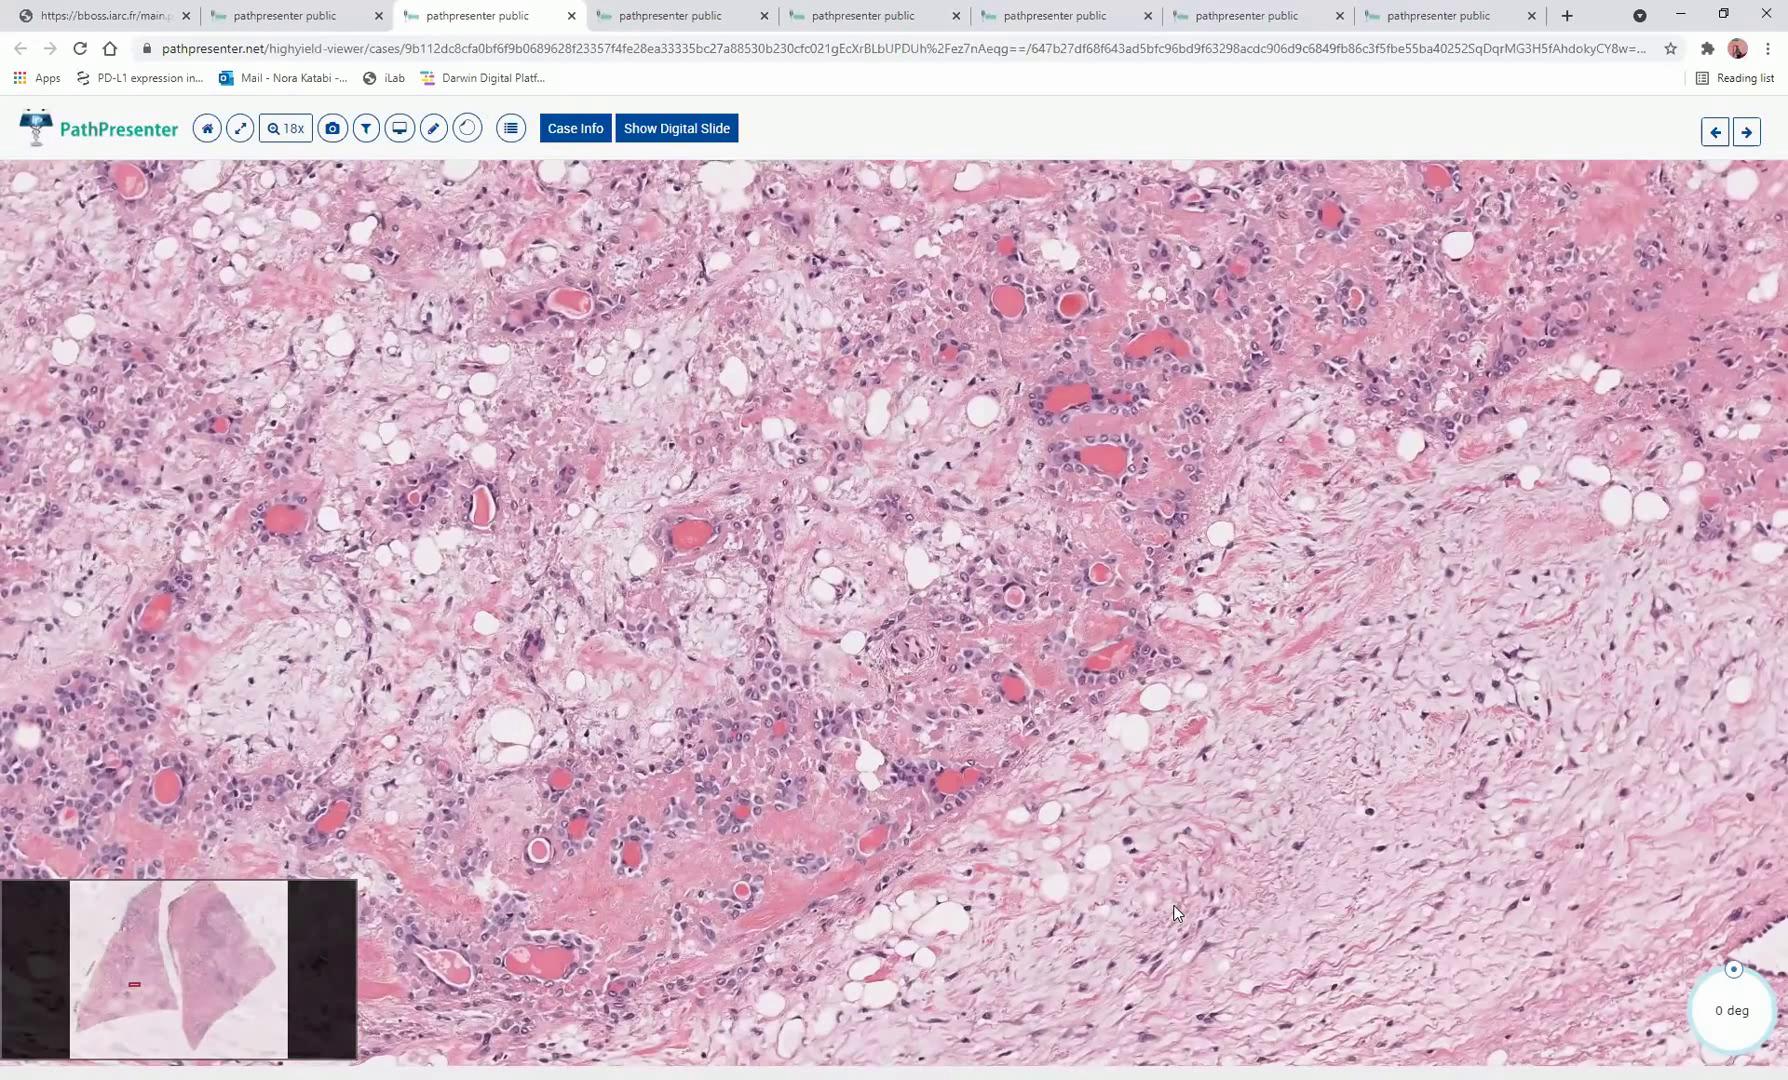 https://bboss.iarc.fr/main.p
pathpresenter public
pathpresenter public
pathpresenter public
pathpresenter public
pathpresenter public
pathpresenter public
pathpresenter public
pathpresenter.net/highyield-viewer/cases/9b112dc8cfa0bf6f9b0689628f23357f4fe28ea33335bc27a88530b230cfc021gEcXrBLbUPDUh%2Fez7nAeqg==/647b27df68f643ad5bfc96bd9f63298acdc906d9c6849fb86c3f5fbe55ba40252SqDqrMG3H5fAhdokyCY8w=...
Apps
PD-L1 expression in...
Mail - Nora Katabi -...
iLab
Darwin Digital Platf...
Reading list
PathPresenter
18x
Case Info
Show Digital Slide
0 deg